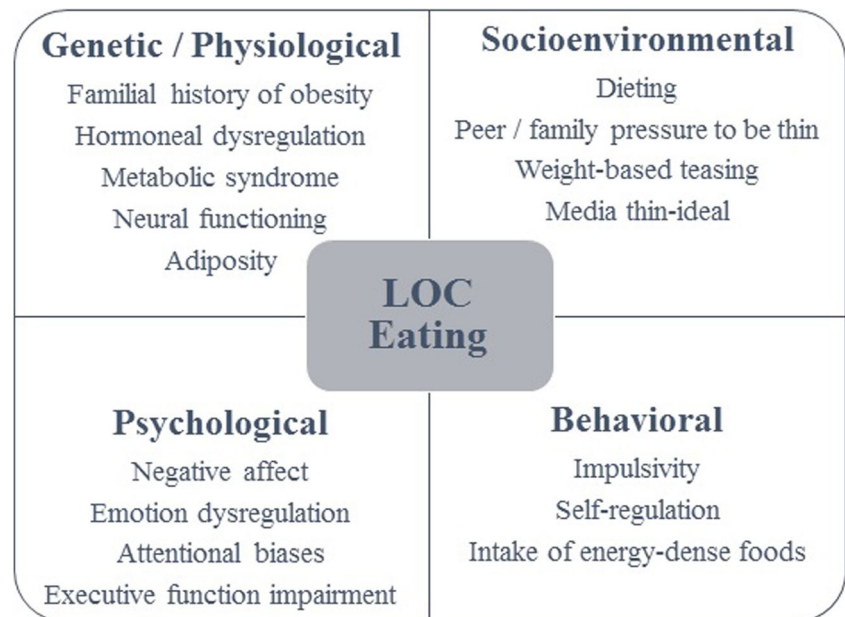 Genetic / Physiological
Familial history of obesity
Hormoneal dysregulation
Metabolic syndrome
Neural functioning
Adiposity
Socioenvironmental
Dieting
Peer / family pressure to be thin
Weight-based teasing
Media thin-ideal
LOC
Eating
Psychological
Negative affect
Emotion dysregulation
Attentional biases
Executive function impairment
Behavioral
Impulsivity
Self-regulation
Intake of energy-dense foods